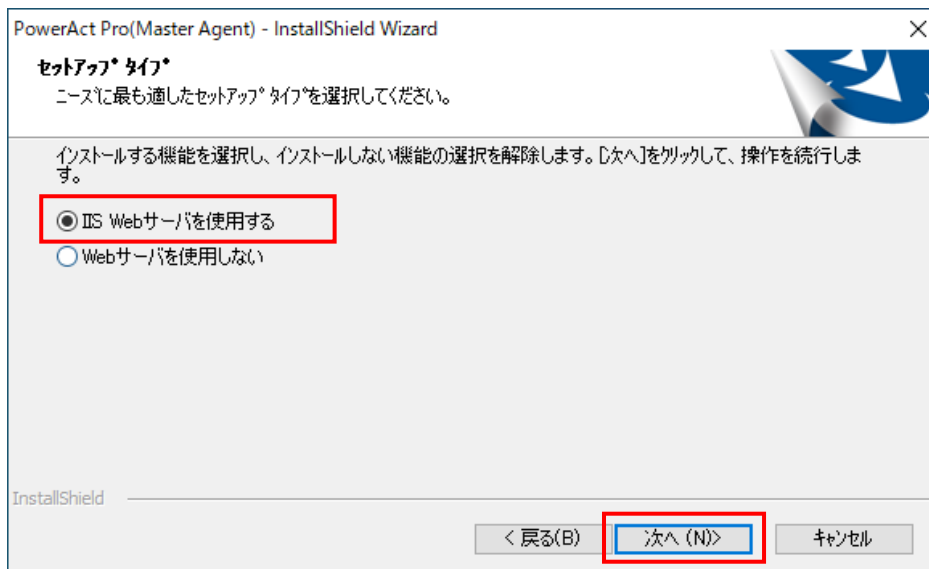 PowerAct Pro(Master Agent) - InstallShield Wizard
セットアップ タイプ
ニーズに最も適したセットアップ タイプを選択してください。
インストールする機能を選択し、インストールしない機能の選択を解除します。[次へ]をクリックして、操作を続行しま
す。
IIS Webサーバを使用する
Webサーバを使用しない
InstallShield
< 戻る(B)
次へ (N)>
キャンセル